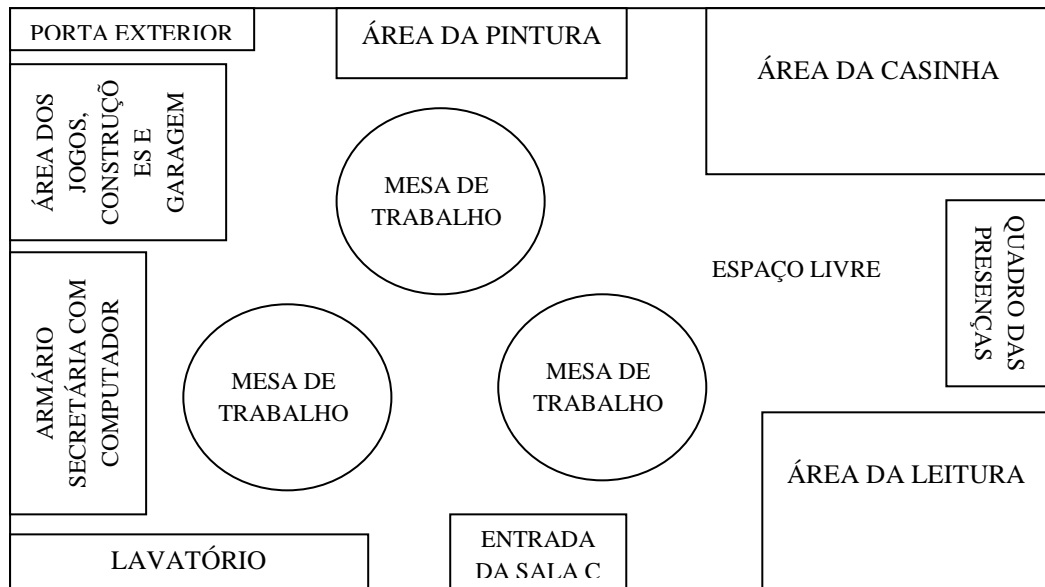 PORTA EXTERIOR
ÁREA DA PINTURA
ÁREA DA CASINHA
ÁREA DOS
JOGOS,
CONSTRUÇÕ
ES E
GARAGEM
MESA DE
TRABALHO
QUADRO DAS
PRESENÇAS
ESPAÇO LIVRE
ARMÁRIO
SECRETÁRIA COM
COMPUTADOR
MESA DE
TRABALHO
MESA DE
TRABALHO
ÁREA DA LEITURA
LAVATÓRIO
ENTRADA
DA SALA C